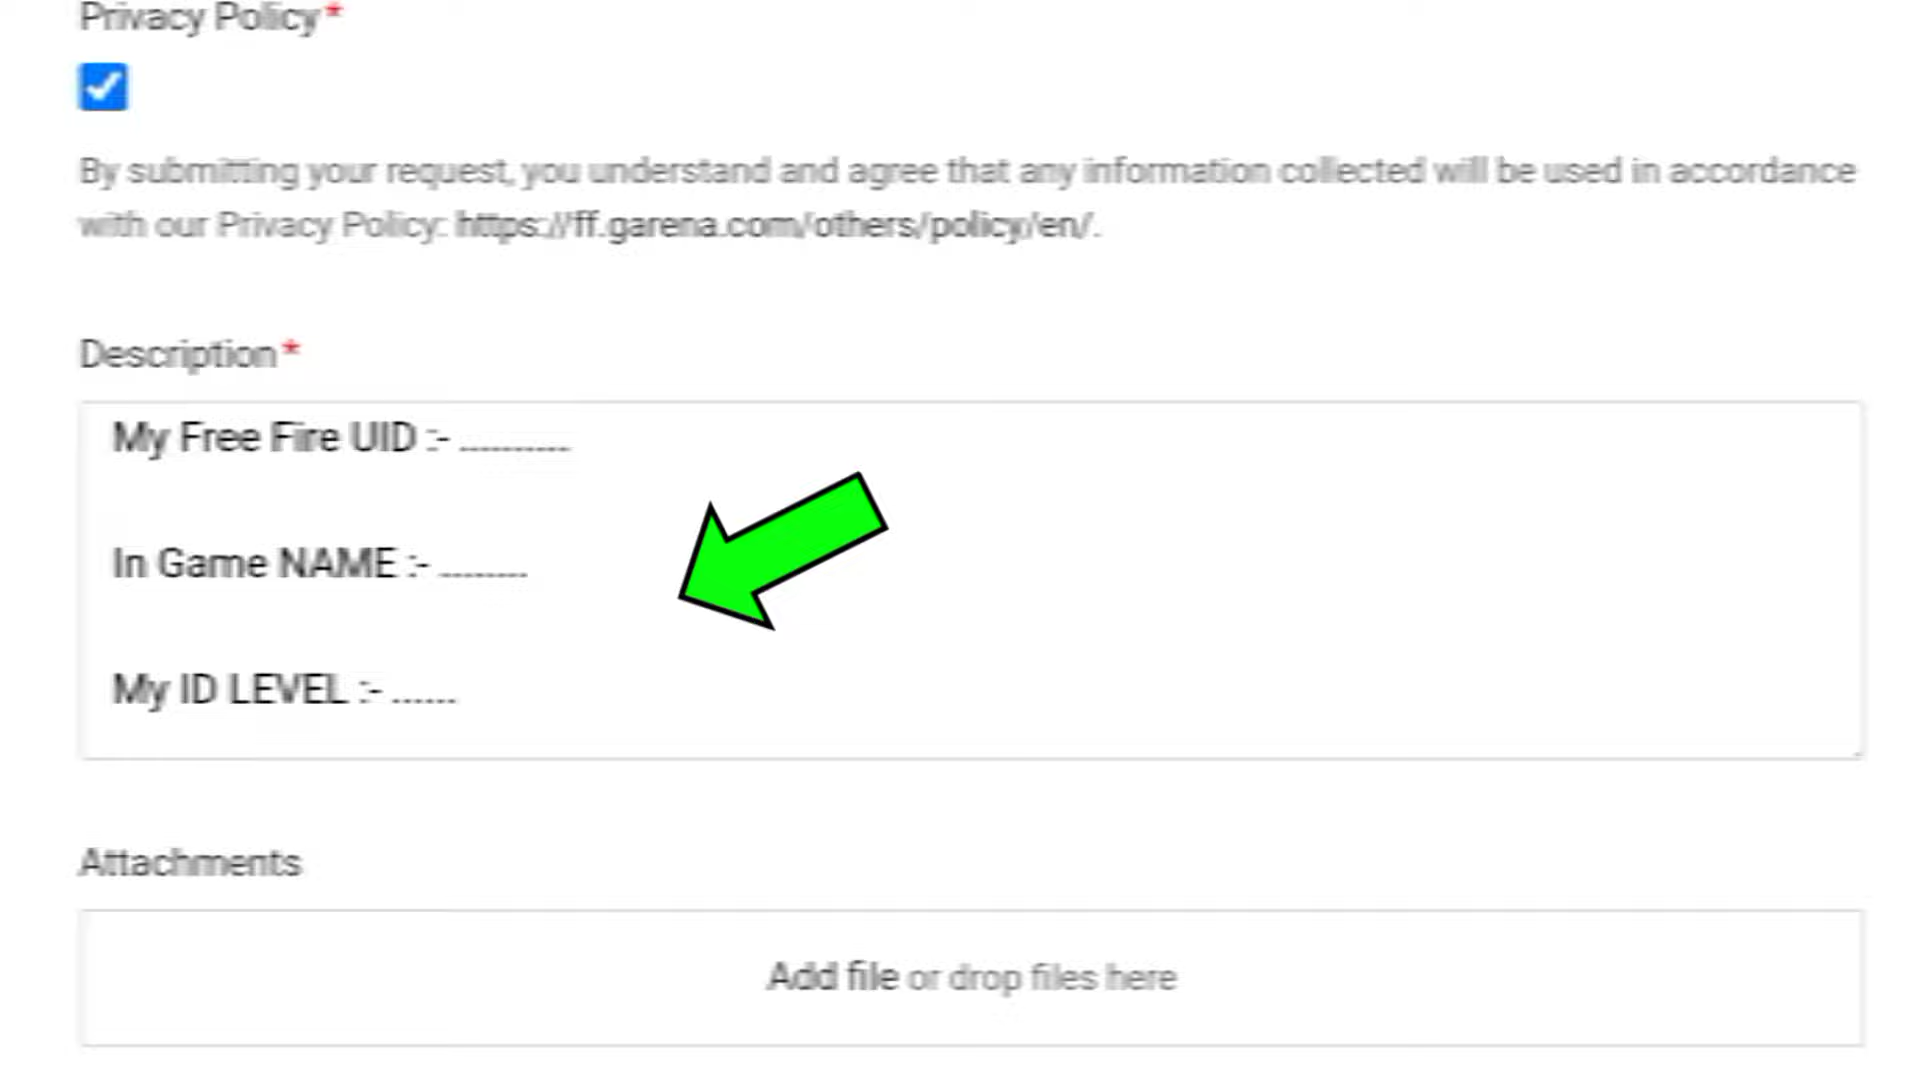 Privacy Policy*
By submitting your request, you understand and agree that any information collected will be used in accordance
with our Privacy Policy: https://ff.garena.com/others/policy/en/.
Description*
My Free Fire UID :- ..........
In Game NAME :- ........
My ID LEVEL :- ......
Attachments
Add file or drop files here